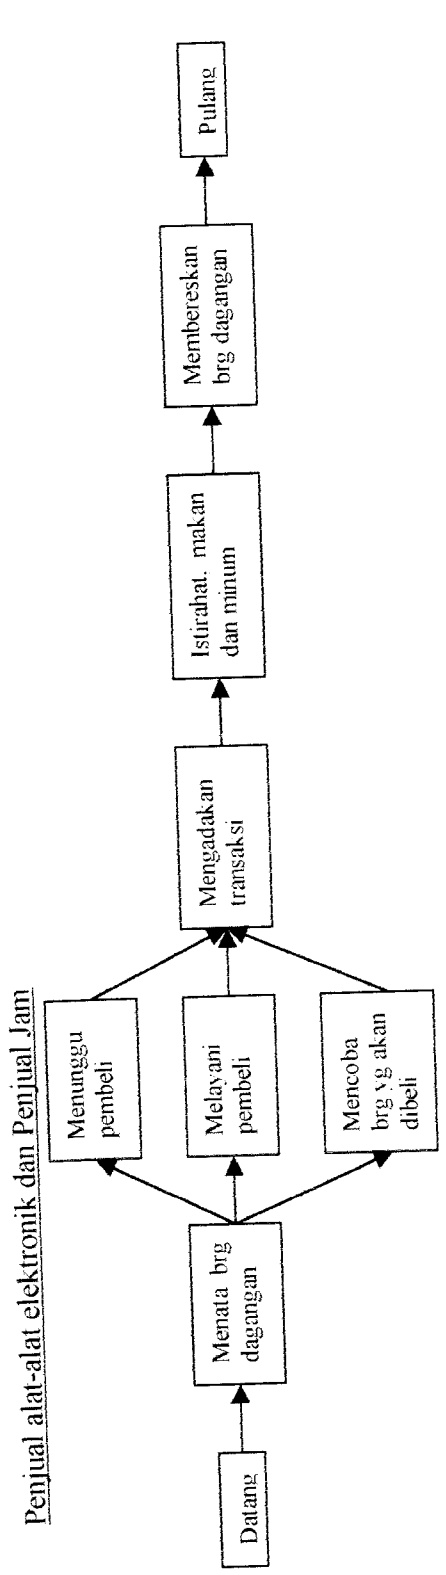 Penjual alat-alat elektronik dan Penjual Jam
Datang
Menata brg
dagangan
Menunggu
pembeli
Melayani
pembeli
Mencoba
brg yg akan
dibeli
Mengadakan
transaksi
Istirahat. makan
dan minum
Membereskan
brg dagangan
Pulang